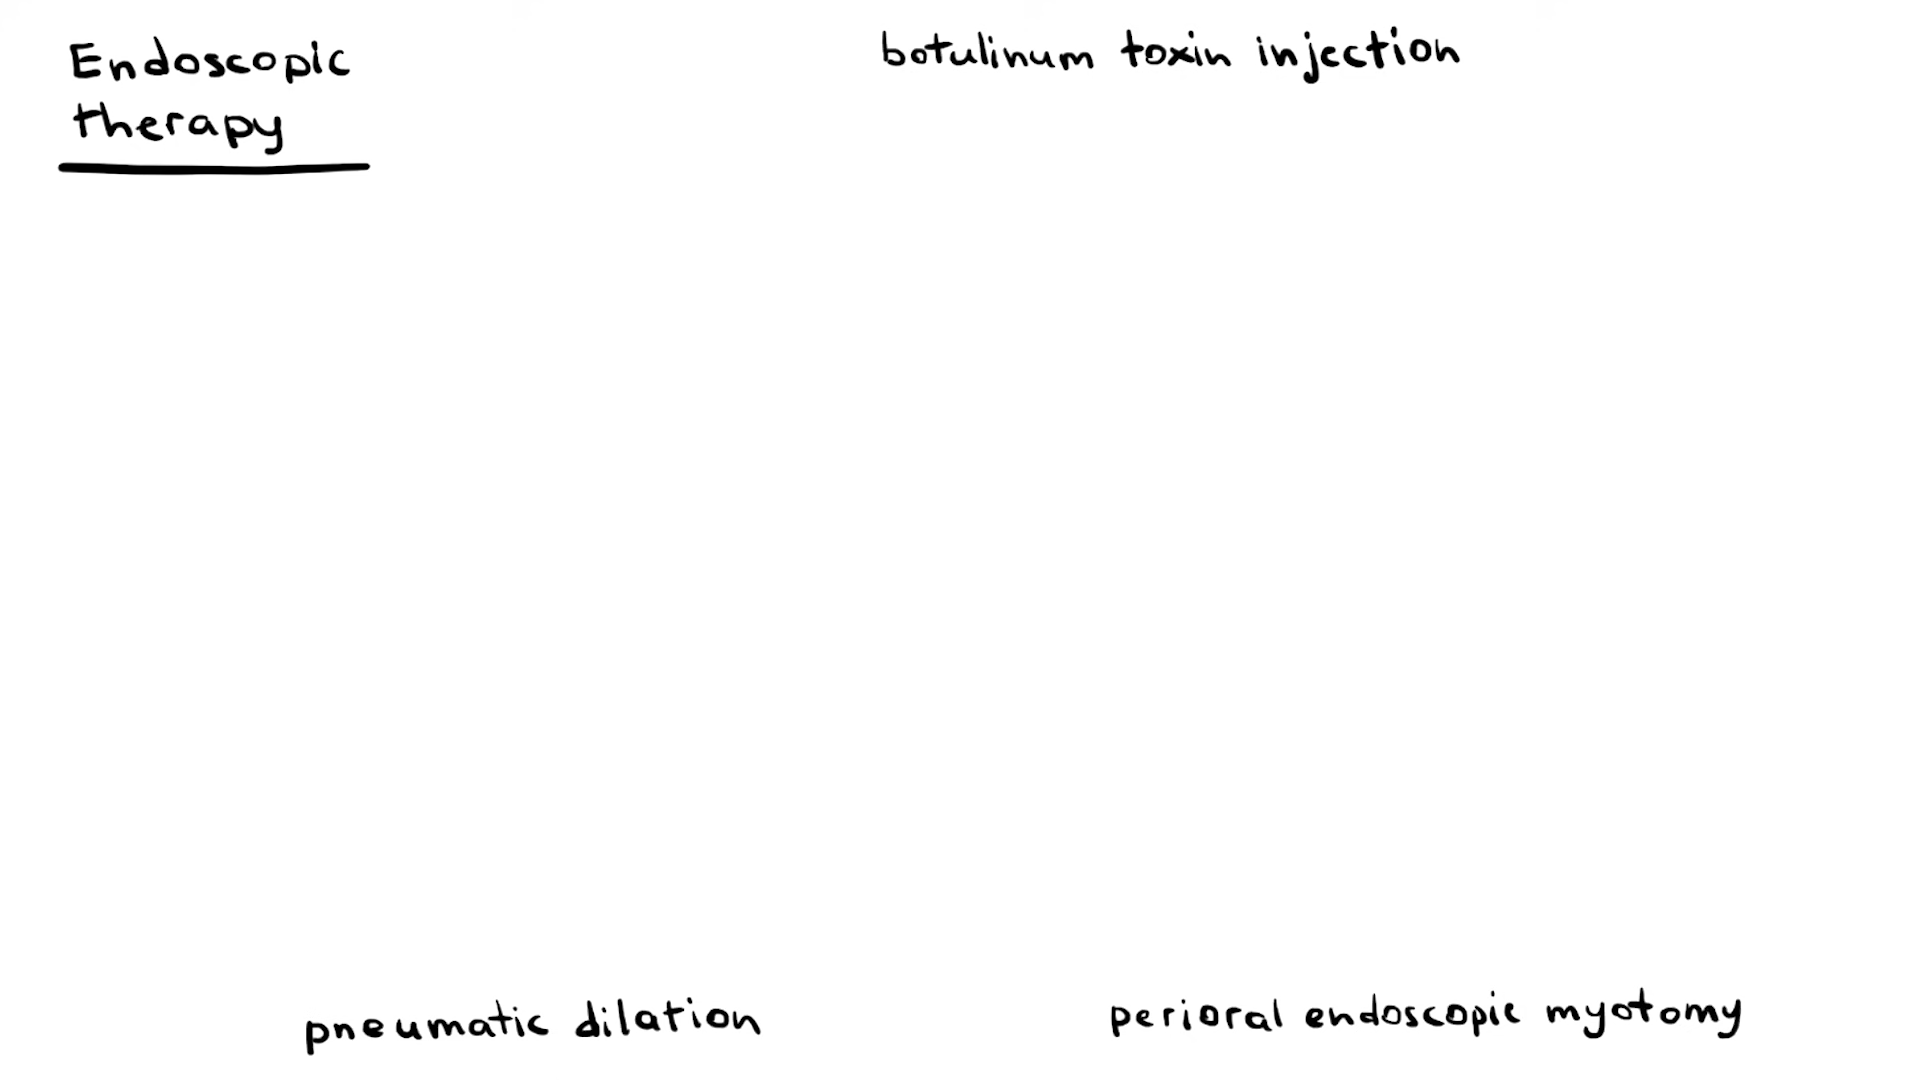 Endoscopic
therapy
botulinum toxin injection
pneumatic dilation
perioral endoscopic myotomy